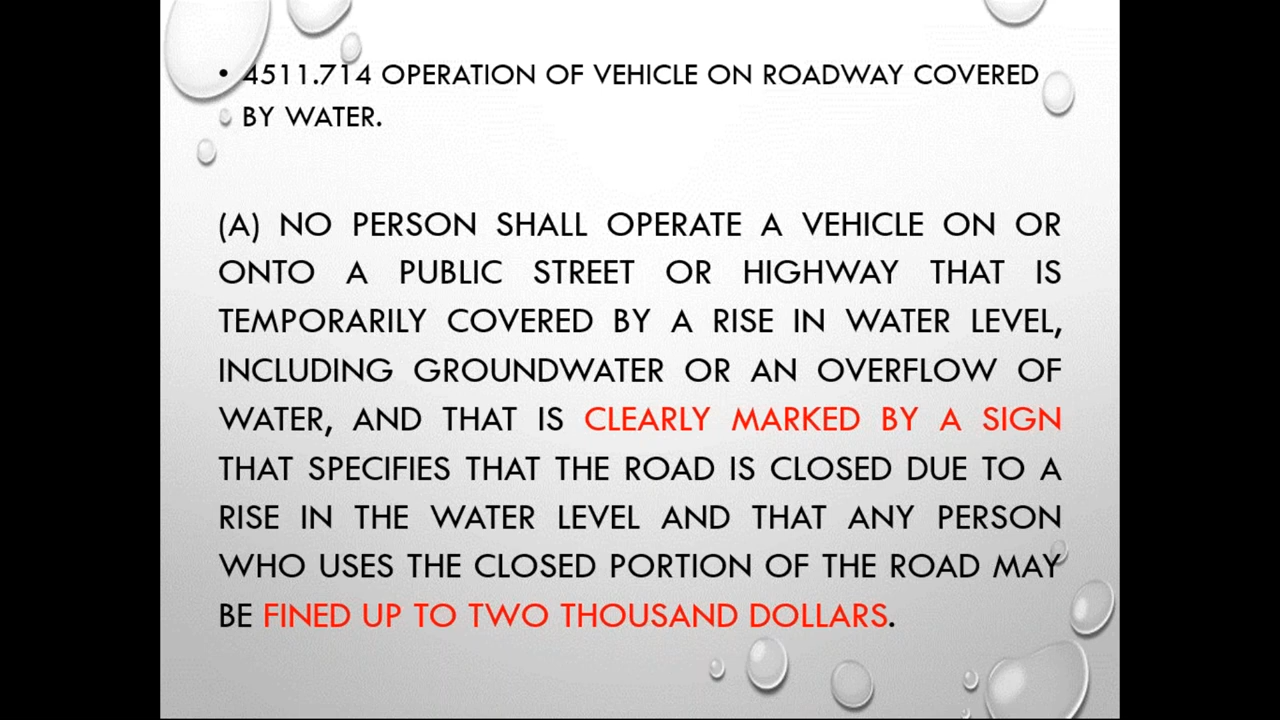 • 4511.714 OPERATION OF VEHICLE ON ROADWAY COVERED
BY WATER.
(A) NO PERSON SHALL OPERATE A VEHICLE ON OR
ONTO A PUBLIC STREET OR HIGHWAY THAT IS
TEMPORARILY COVERED BY A RISE IN WATER LEVEL,
INCLUDING GROUNDWATER OR AN OVERFLOW OF
WATER, AND THAT IS CLEARLY MARKED BY A SIGN
THAT SPECIFIES THAT THE ROAD IS CLOSED DUE TO A
RISE IN THE WATER LEVEL AND THAT ANY PERSON
WHO USES THE CLOSED PORTION OF THE ROAD MAY
BE FINED UP TO TWO THOUSAND DOLLARS.